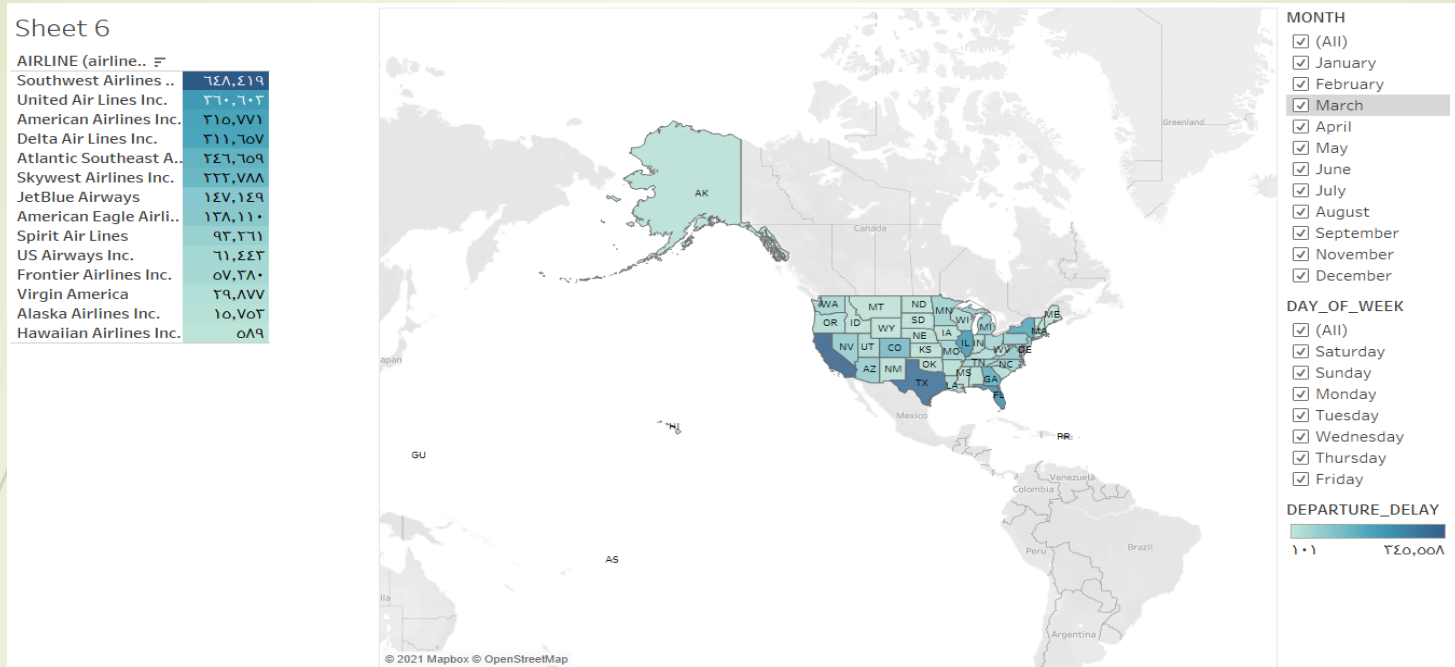 Sheet 6
AIRLINE (airline..
Southwest Airlines .. ٦٤٨,٤١٩
United Air Lines Inc. ٣٦٠,٦٠٣
American Airlines Inc. ٣١٥,٧٧١
Delta Air Lines Inc. ٣١١,٦٥٧
Atlantic Southeast A.. ٢٤٦,٦٥٩
Skywest Airlines Inc. ٢٢٢,٧٨٨
JetBlue Airways ١٤٧,١٤٩
American Eagle Airli.. ١٣٨,١١٠
Spirit Air Lines ٩٣,٢٦١
US Airways Inc. ٦١,٤٤٣
Frontier Airlines Inc. ٥٧,٢٨٠
Virgin America ٢٩,٨٧٧
Alaska Airlines Inc. ١٥,٧٥٣
Hawaiian Airlines Inc. ٥٨٩
Greenland
AK
Canada
WA MT ND MN ME
OR ID SD WI MI MA
WY NE IA
NV UT CO KS MO IL IN WV DE
AZ NM OK TN NC
TX LA MS GA
FL
Mexico
HI
PR
GU
AS
apan
Venezuela
Colombia
Peru
Brazil
lia
Argentina
© 2021 Mapbox © OpenStreetMap
MONTH
(All)
January
February
March
April
May
June
July
August
September
November
December
DAY_OF_WEEK
(All)
Saturday
Sunday
Monday
Tuesday
Wednesday
Thursday
Friday
DEPARTURE_DELAY
١٠١ ٣٤٥,٥٥٨